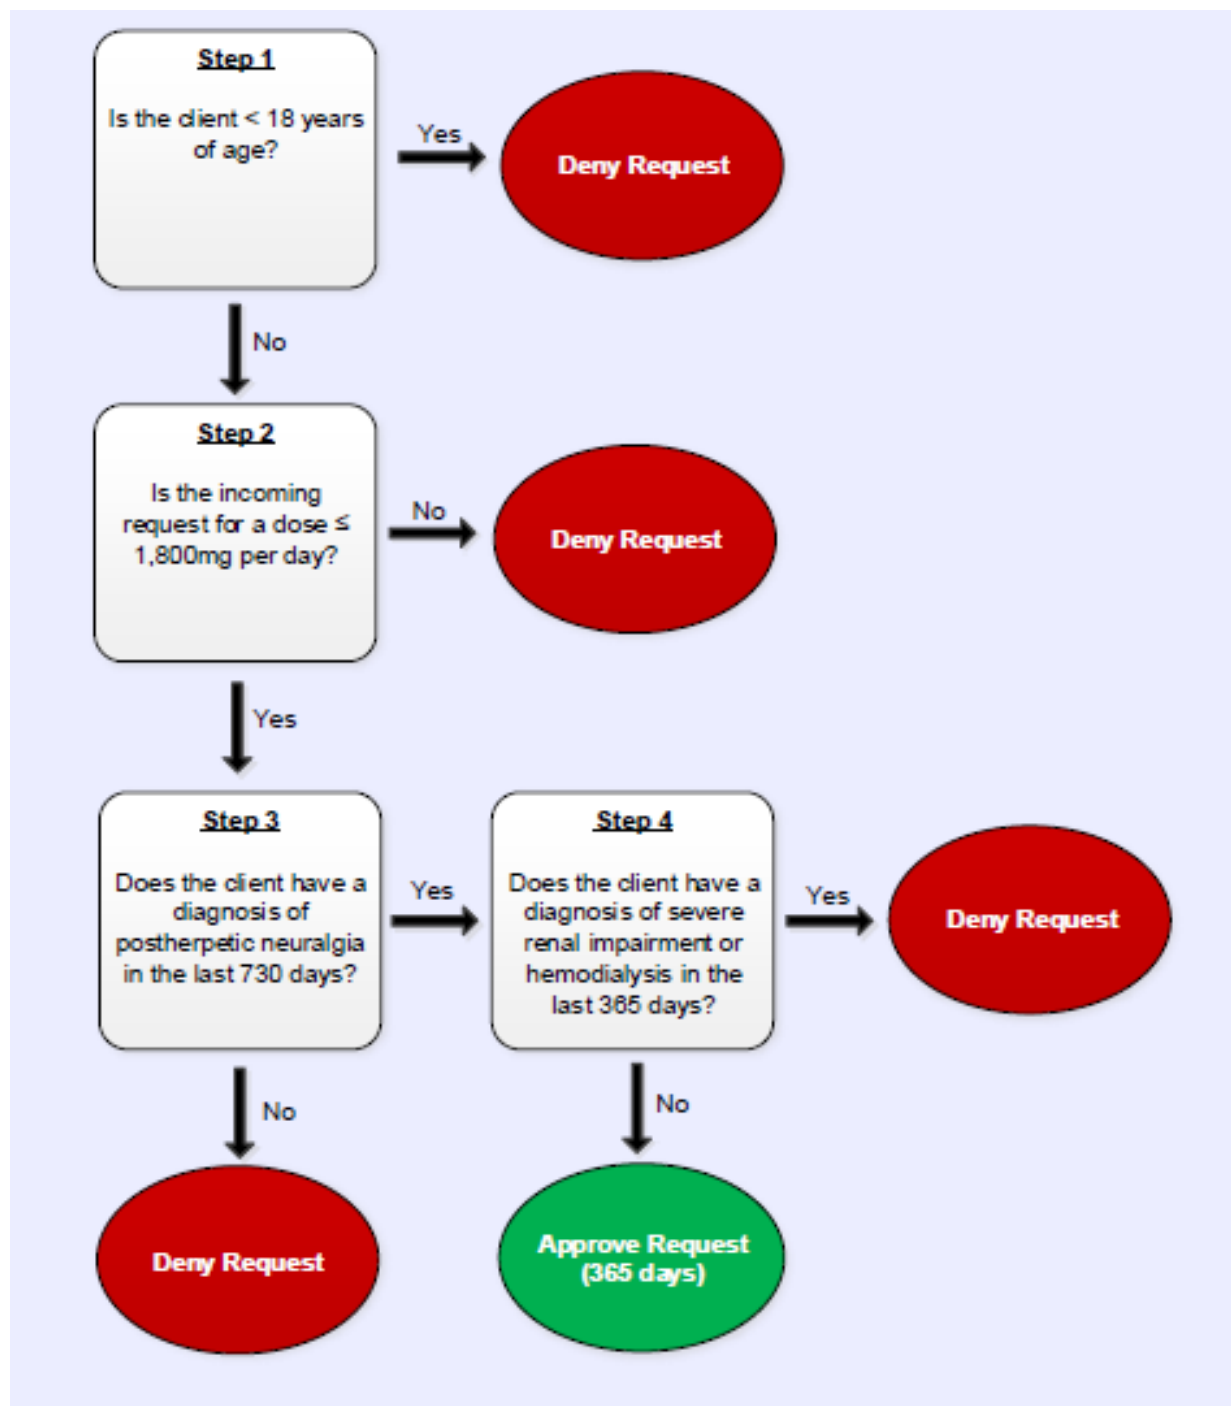 Step 1
Is the client < 18 years
of age?
Yes
Deny Request
No
Step 2
Is the incoming
request for a dose ≤
1,800mg per day?
No
Deny Request
Yes
Step 3
Does the client have a
diagnosis of
postherpetic neuralgia
in the last 730 days?
Yes
Step 4
Does the client have a
diagnosis of severe
renal impairment or
hemodialysis in the
last 365 days?
Yes
Deny Request
No
Deny Request
No
Approve Request
(365 days)